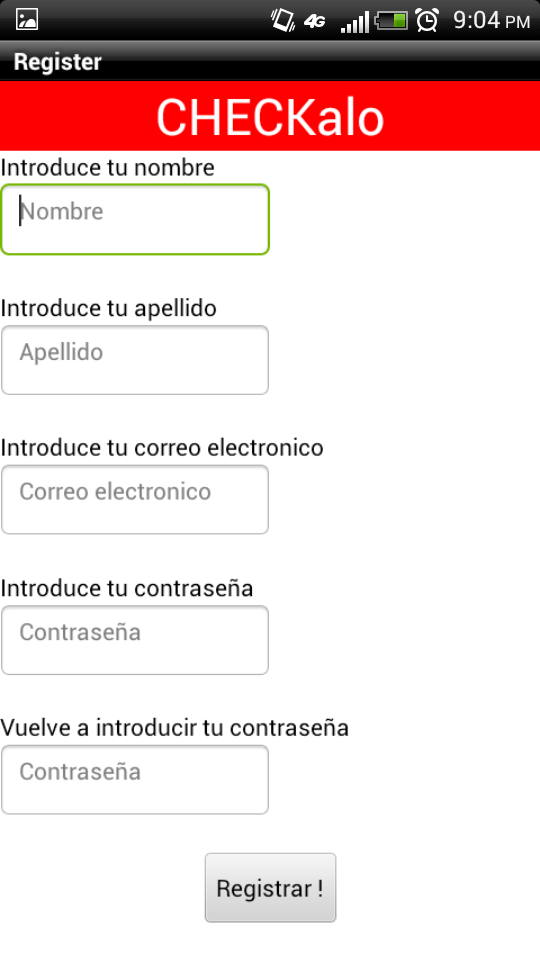 4G 9:04 PM
Register
CHECKalo
Introduce tu nombre
Nombre
Introduce tu apellido
Apellido
Introduce tu correo electronico
Correo electronico
Introduce tu contraseña
Contraseña
Vuelve a introducir tu contraseña
Contraseña
Registrar !